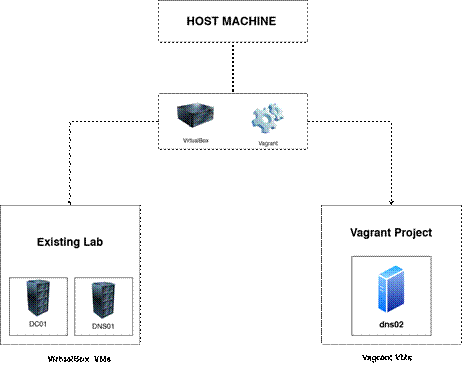 HOST MACHINE
VirtualBox
Vagrant
Existing Lab
DC01
DNS01
VirtualBox VMs
Vagrant Project
dns02
Vagrant VMs